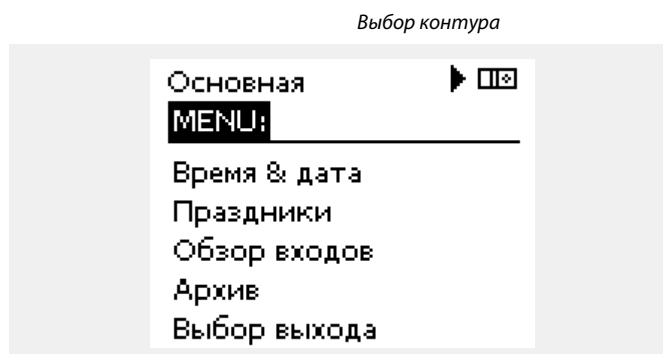 Выбор контура
Основная
MENU:
Время & дата
Праздники
Обзор входов
Архив
Выбор выхода